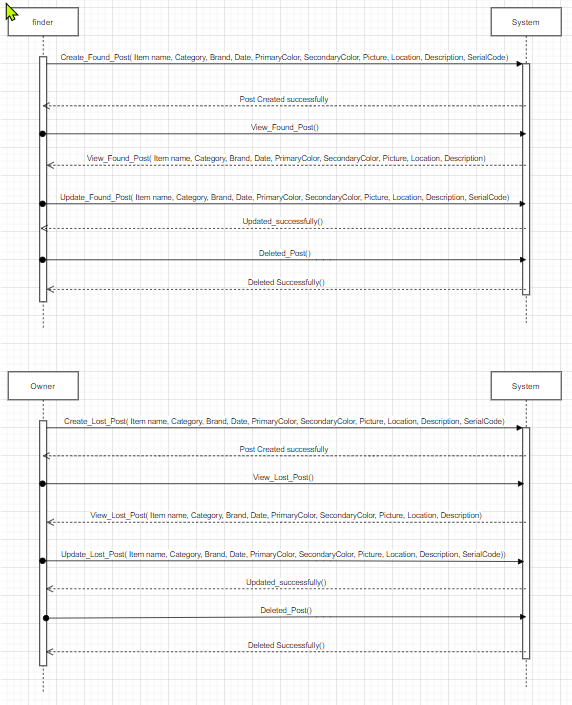 finder
System
Create_Found_Post( Item name, Category, Brand, Date, PrimaryColor, SecondaryColor, Picture, Location, Description, SerialCode)
Post Created successfully
View_Found_Post()
View_Found_Post( Item name, Category, Brand, Date, PrimaryColor, SecondaryColor, Picture, Location, Description)
Update_Found_Post( Item name, Category, Brand, Date, PrimaryColor, SecondaryColor, Picture, Location, Description, SerialCode)
Updated_successfully()
Deleted_Post()
Deleted Successfully()
Owner
System
Create_Lost_Post( Item name, Category, Brand, Date, PrimaryColor, SecondaryColor, Picture, Location, Description, SerialCode)
Post Created successfully
View_Lost_Post()
View_Lost_Post( Item name, Category, Brand, Date, PrimaryColor, SecondaryColor, Picture, Location, Description)
Update_Lost_Post( Item name, Category, Brand, Date, PrimaryColor, SecondaryColor, Picture, Location, Description, SerialCode))
Updated_successfully()
Deleted_Post()
Deleted Successfully()